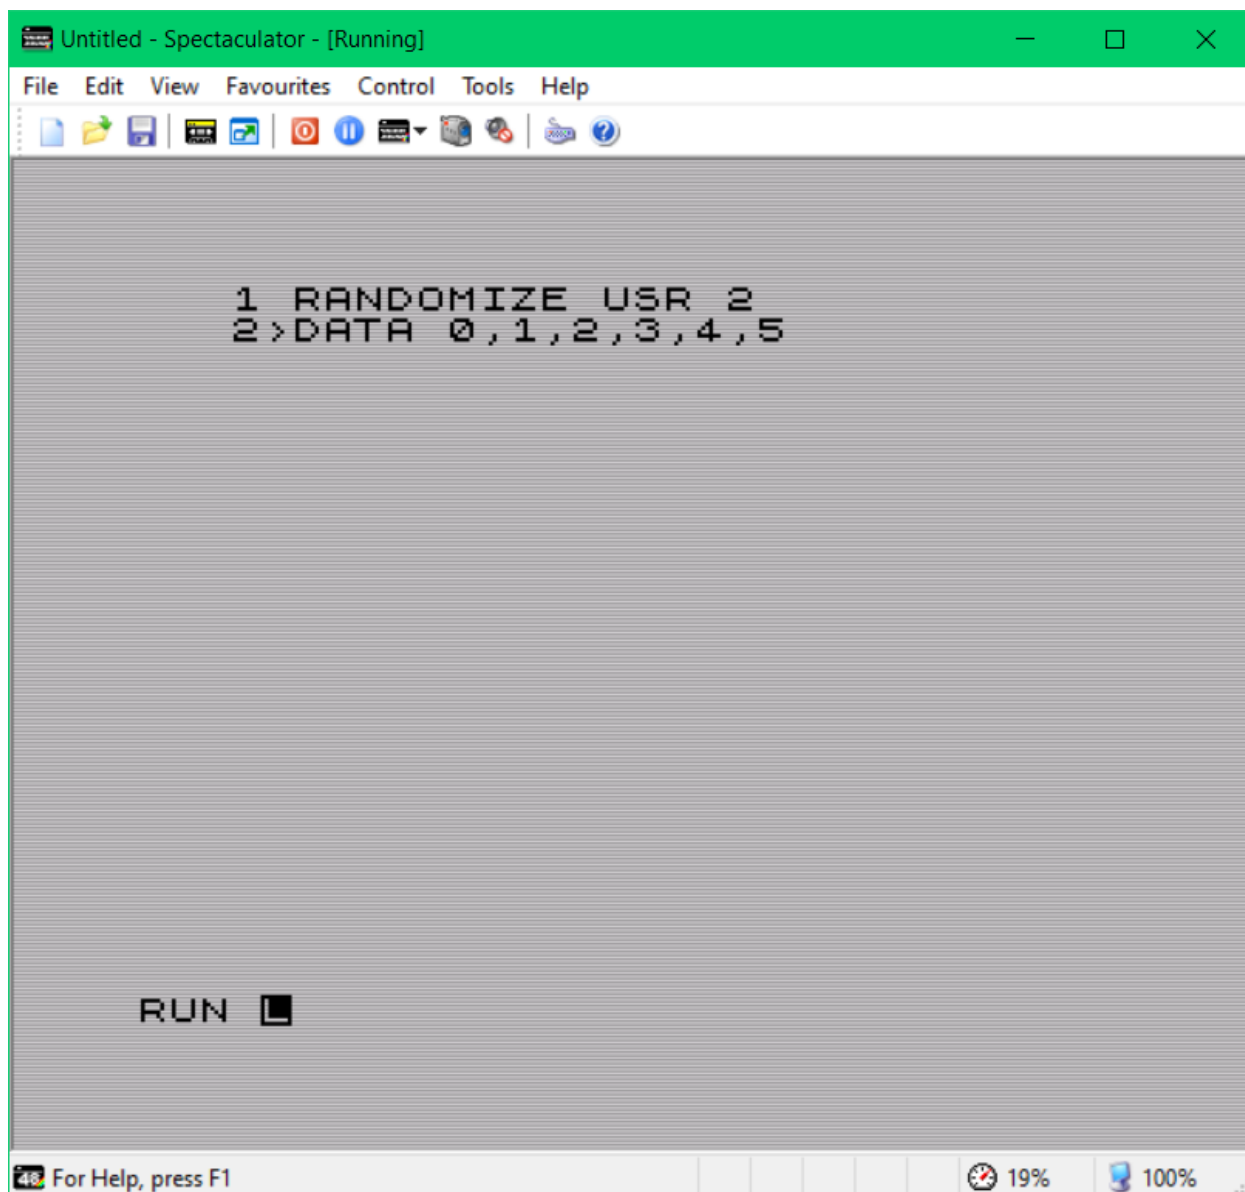 Untitled - Spectaculator - [Running]
File Edit View Favourites Control Tools Help
1 RANDOMIZE USR 2
2>DATA 0,1,2,3,4,5
RUN L
48 For Help, press F1 19% 100%